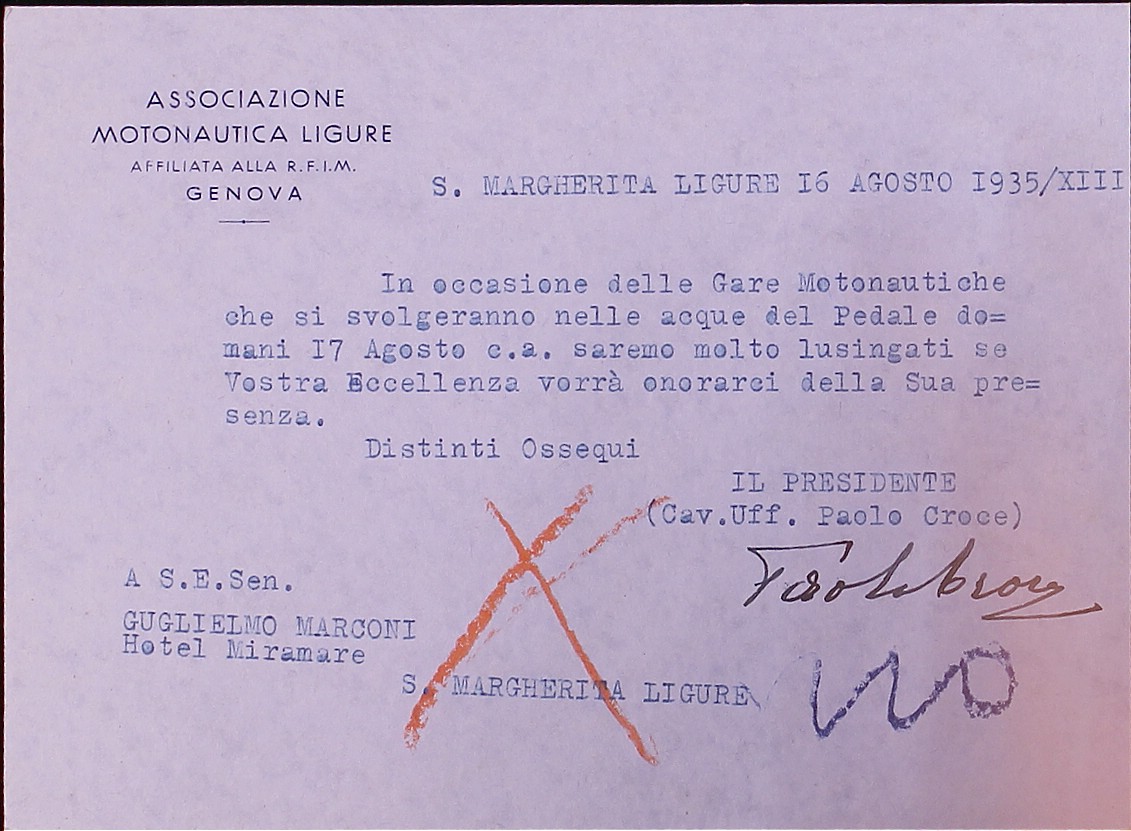 ASSOCIAZIONE
MOTONAUTICA LIGURE
AFFILIATA ALLA R.F.I.M.
GENOVA
S. MARGHERITA LIGURE I6 AGOSTO I935/XIII
In occasione delle Gare Motonautiche
che si svolgeranno nelle acque del Pedale do=
mani I7 Agosto c.a. saremo molto lusingati se
Vostra Eccellenza vorrà onorarci della Sua pre=
senza.
Distinti Ossequi
IL PRESIDENTE
(Cav.Uff. Paolo Croce)
Paolo Croce
A S.E.Sen.
GUGLIELMO MARCONI
Hotel Miramare
S. MARGHERITA LIGURE